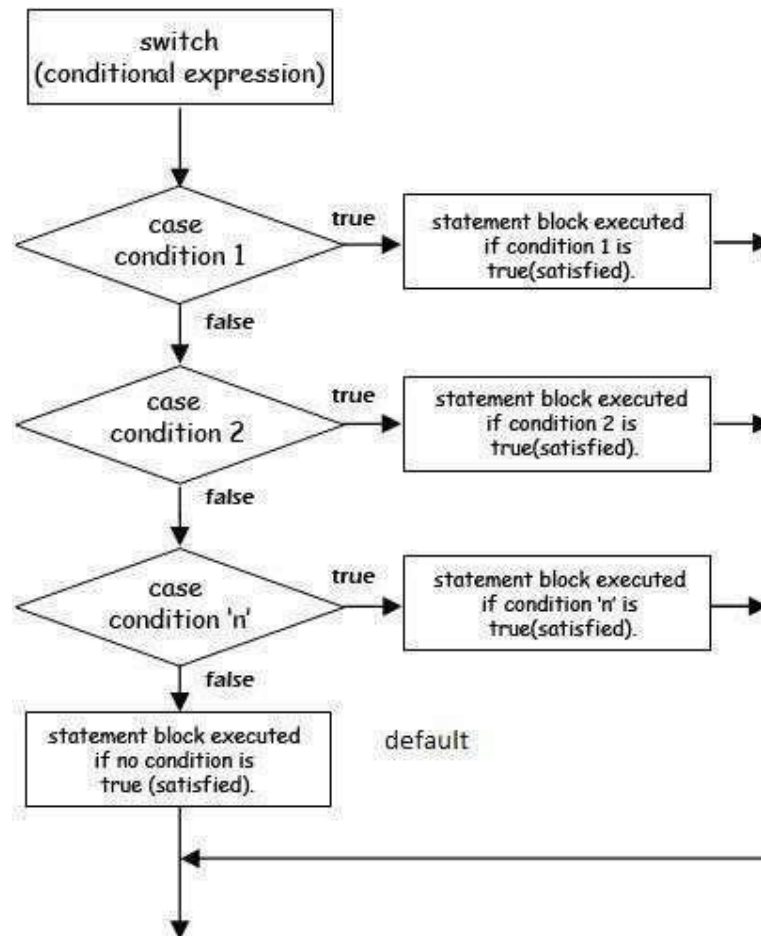 switch
(conditional expression)
case
condition 1
true
statement block executed
if condition 1 is
true(satisfied).
false
case
condition 2
true
statement block executed
if condition 2 is
true(satisfied).
false
case
condition 'n'
true
statement block executed
if condition 'n' is
true(satisfied).
false
statement block executed
if no condition is
true (satisfied).
default